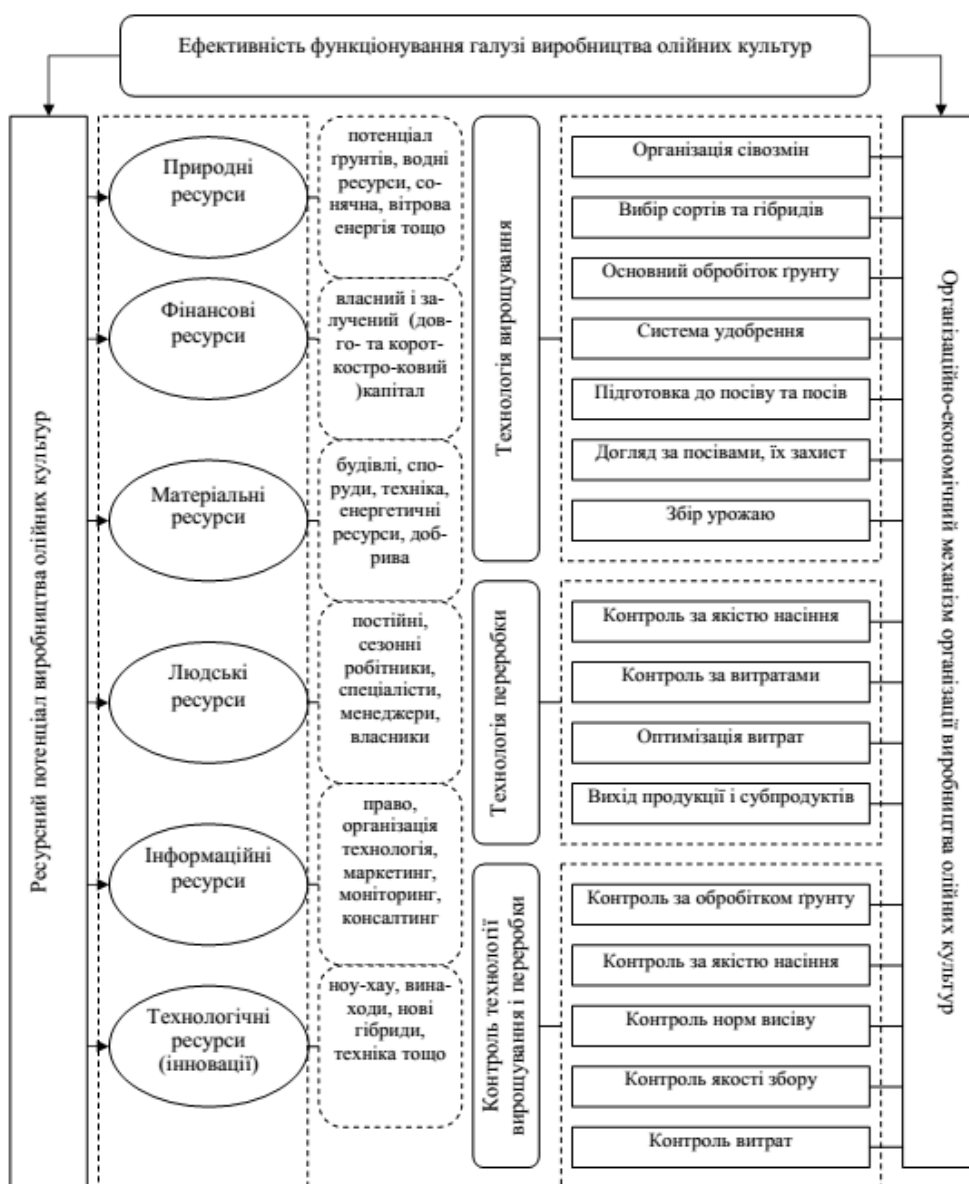 Ефективність функціонування галузі виробництва олійних культур
Ресурсний потенціал виробництва олійних культур
Природні
ресурси
потенціал
ґрунтів, водні
ресурси, со-
нячна, вітрова
енергія тощо
Фінансові
ресурси
власний і за-
лучений (дов-
го- та корот-
костро-ковий
)капітал
Матеріальні
ресурси
будівлі, спо-
руди, техніка,
енергетичні
ресурси, доб-
рива
Людські
ресурси
постійні,
сезонні
робітники,
спеціалісти,
менеджери,
власники
Інформаційні
ресурси
право,
організація
технологія,
маркетинг,
моніторинг,
консалтинг
Технологічні
ресурси
(інновації)
ноу-хау, вина-
ходи, нові
гібриди,
техніка тощо
Технологія вирощування
Організація сівозмін
Вибір сортів та гібридів
Основний обробіток ґрунту
Система удобрення
Підготовка до посіву та посів
Догляд за посівами, їх захист
Збір урожаю
Технологія переробки
Контроль за якістю насіння
Контроль за витратами
Оптимізація витрат
Вихід продукції і субпродуктів
Контроль технології
вирощування і переробки
Контроль за обробітком ґрунту
Контроль за якістю насіння
Контроль норм висіву
Контроль якості збору
Контроль витрат
Організаційно-економічний механізм організації виробництва олійних культур